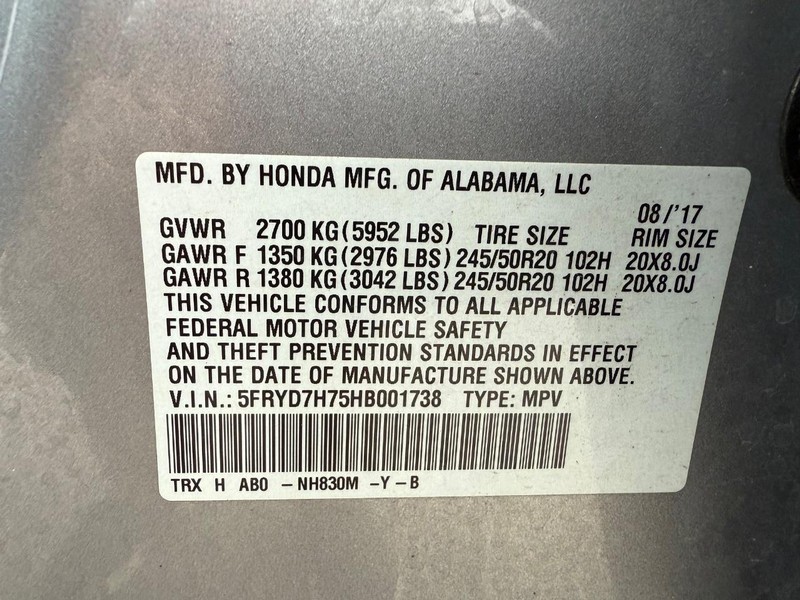 MFD. BY HONDA MFG. OF ALABAMA, LLC
08/'17
GVWR 2700 KG(5952 LBS) TIRE SIZE RIM SIZE
GAWR F 1350 KG(2976 LBS) 245/50R20 102H 20X8.0J
GAWR R 1380 KG(3042 LBS) 245/50R20 102H 20X8.0J
THIS VEHICLE CONFORMS TO ALL APPLICABLE
FEDERAL MOTOR VEHICLE SAFETY
AND THEFT PREVENTION STANDARDS IN EFFECT
ON THE DATE OF MANUFACTURE SHOWN ABOVE.
V.I.N.: 5FRYD7H75HB001738 TYPE: MPV
TRX H AB0 -NH830M -Y-B